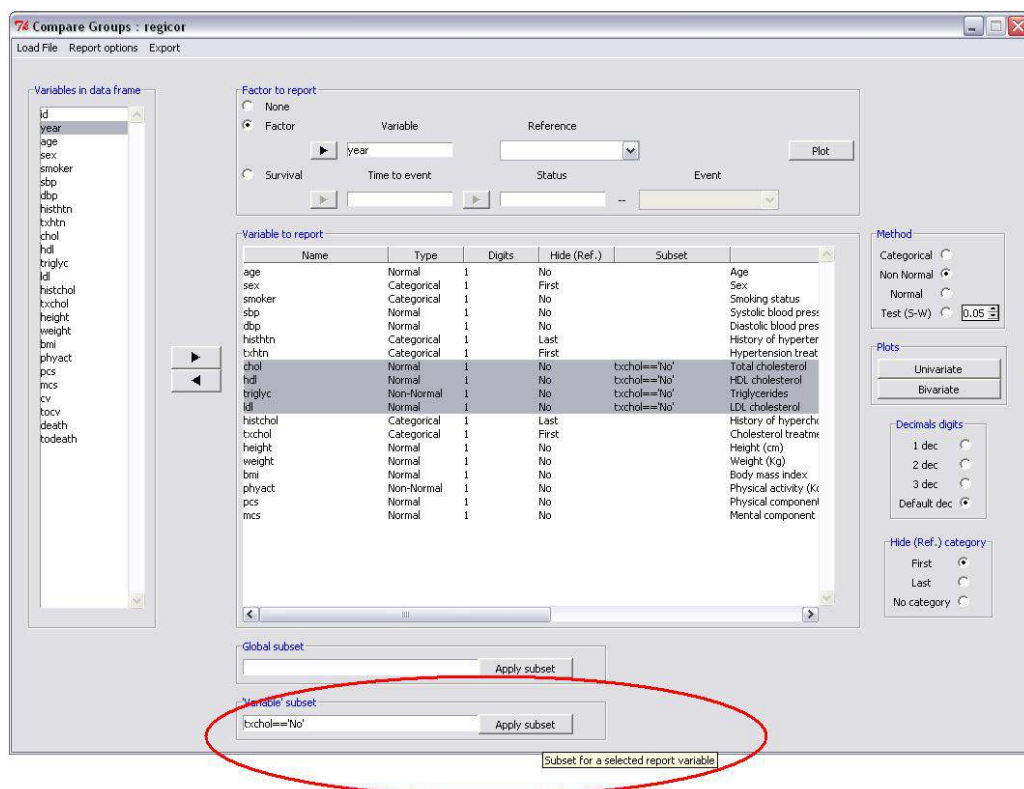 Compare Groups : regicor
Load File Report options Export
Variables in data frame
id
year
age
sex
smoker
sbp
dbp
histhtn
txhtn
chol
hdl
triglyc
ldl
histchol
txchol
height
weight
bmi
phyact
pcs
mcs
cv
tocv
death
todeath
Factor to report
None
Factor Variable Reference
year Plot
Survival Time to event Status Event
--
Variable to report
Name Type Digits Hide (Ref.) Subset
age Normal 1 No Age
sex Categorical 1 First Sex
smoker Categorical 1 No Smoking status
sbp Normal 1 No Systolic blood press
dbp Normal 1 No Diastolic blood pres
histhtn Categorical 1 Last History of hyperten
txhtn Categorical 1 First Hypertension treat
chol Normal 1 No txchol=='No' Total cholesterol
hdl Normal 1 No txchol=='No' HDL cholesterol
triglyc Non-Normal 1 No txchol=='No' Triglycerides
ldl Normal 1 No txchol=='No' LDL cholesterol
histchol Categorical 1 Last History of hypercho
txchol Categorical 1 First Cholesterol treatme
height Normal 1 No Height (cm)
weight Normal 1 No Weight (Kg)
bmi Normal 1 No Body mass index
phyact Non-Normal 1 No Physical activity (Kc
pcs Normal 1 No Physical component
mcs Normal 1 No Mental component
Method
Categorical
Non Normal
Normal
Test (S-W) 0.05
Plots
Univariate
Bivariate
Decimals digits
1 dec
2 dec
3 dec
Default dec
Hide (Ref.) category
First
Last
No category
Global subset
Apply subset
'Variable' subset
txchol=='No' Apply subset
Subset for a selected report variable